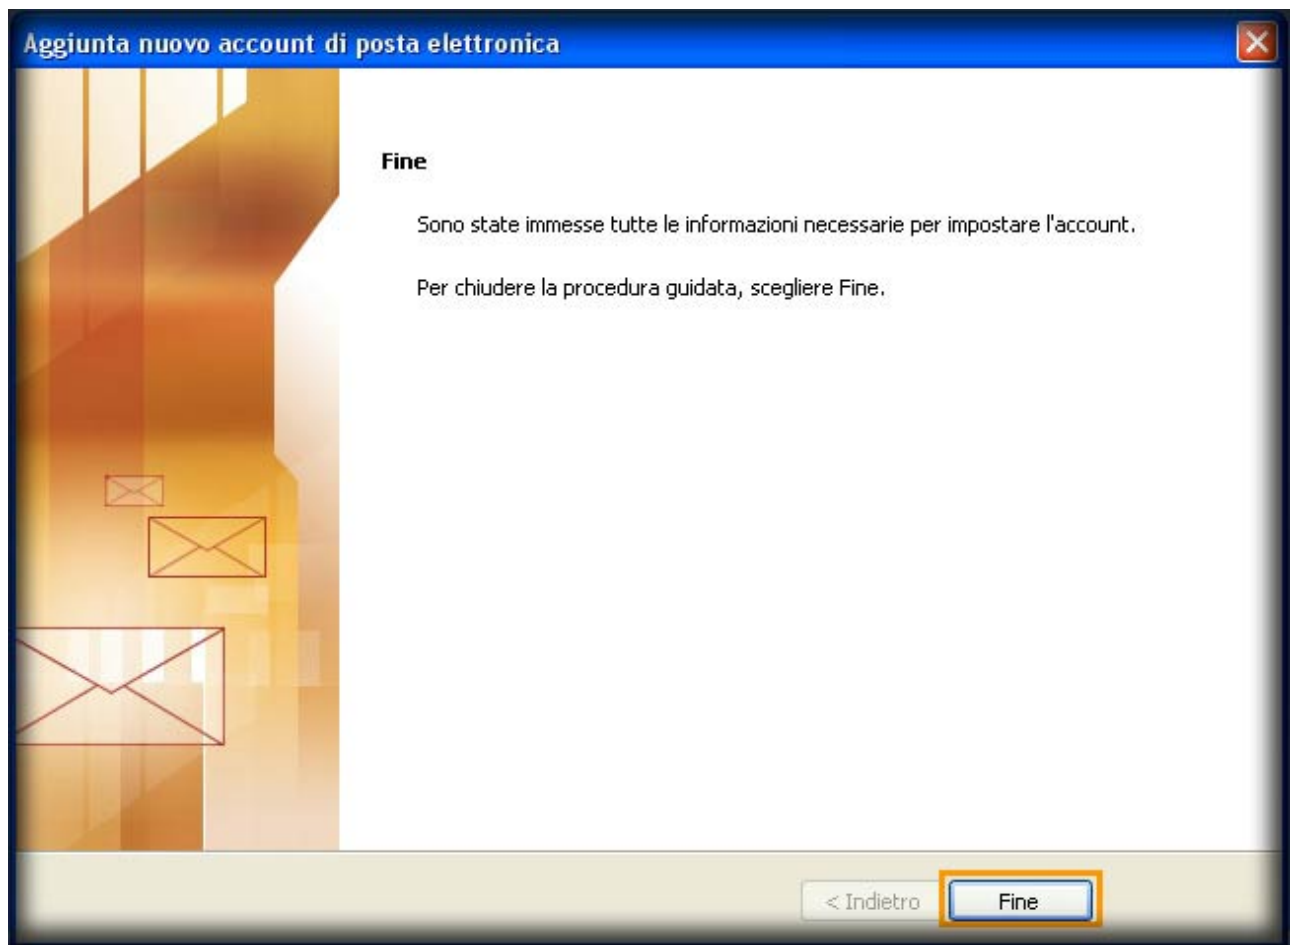 Aggiunta nuovo account di posta elettronica
Fine
Sono state immesse tutte le informazioni necessarie per impostare l'account.
Per chiudere la procedura guidata, scegliere Fine.
< Indietro
Fine